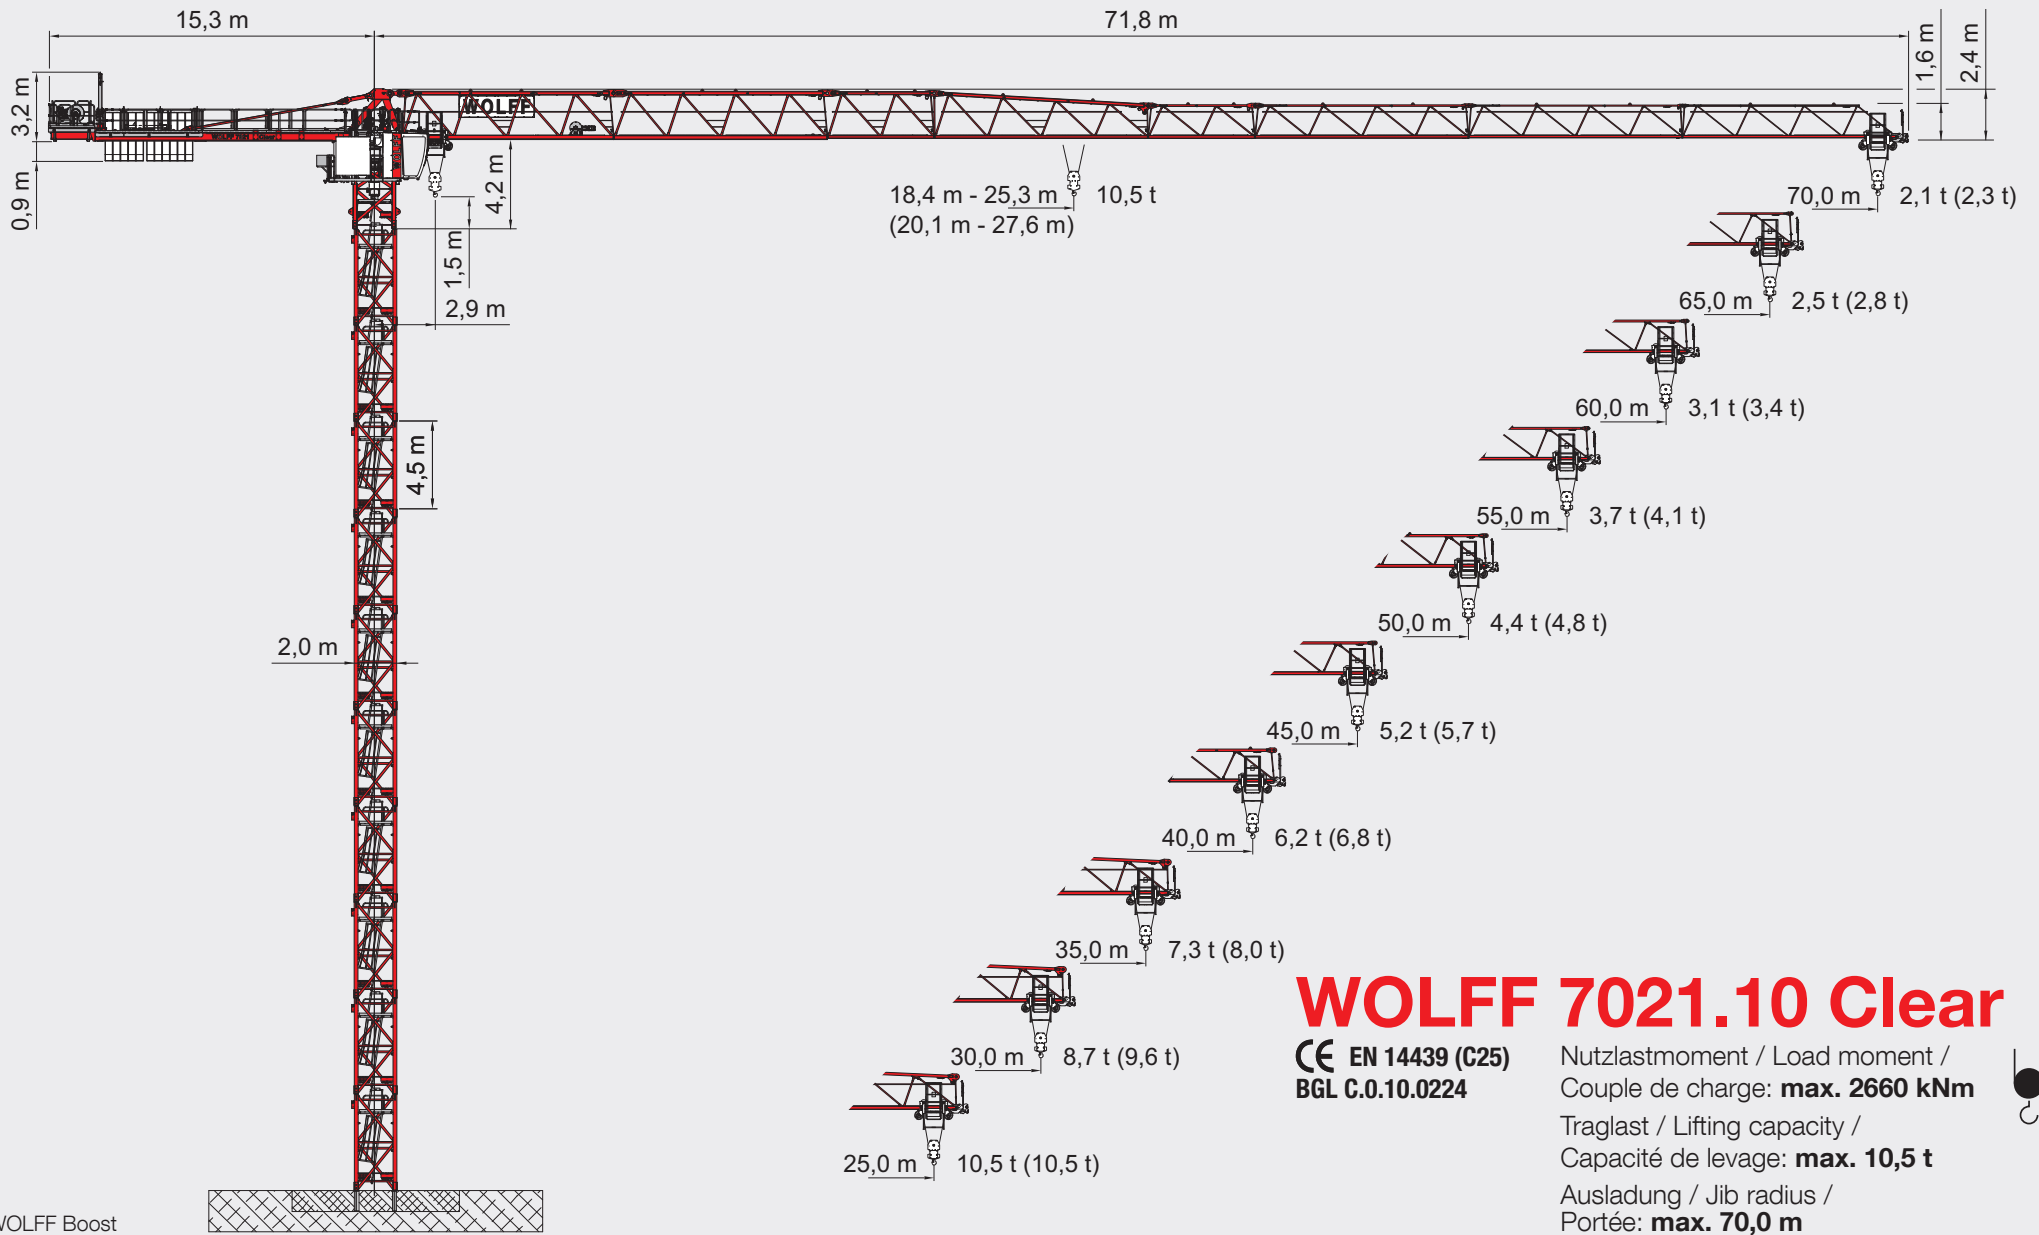 15,3 m
71,8 m
1,6 m
2,4 m
3,2 m
0,9 m
WOLFF
4,2 m
1,5 m
2,9 m
18,4 m - 25,3 m 10,5 t
(20,1 m - 27,6 m)
70,0 m 2,1 t (2,3 t)
65,0 m 2,5 t (2,8 t)
60,0 m 3,1 t (3,4 t)
4,5 m
55,0 m 3,7 t (4,1 t)
50,0 m 4,4 t (4,8 t)
2,0 m
45,0 m 5,2 t (5,7 t)
40,0 m 6,2 t (6,8 t)
35,0 m 7,3 t (8,0 t)
30,0 m 8,7 t (9,6 t)
25,0 m 10,5 t (10,5 t)
WOLFF 7021.10 Clear
CE EN 14439 (C25)
BGL C.0.10.0224
Nutzlastmoment / Load moment /
Couple de charge: max. 2660 kNm
Traglast / Lifting capacity /
Capacité de levage: max. 10,5 t
Ausladung / Jib radius /
Portée: max. 70,0 m
WOLFF Boost